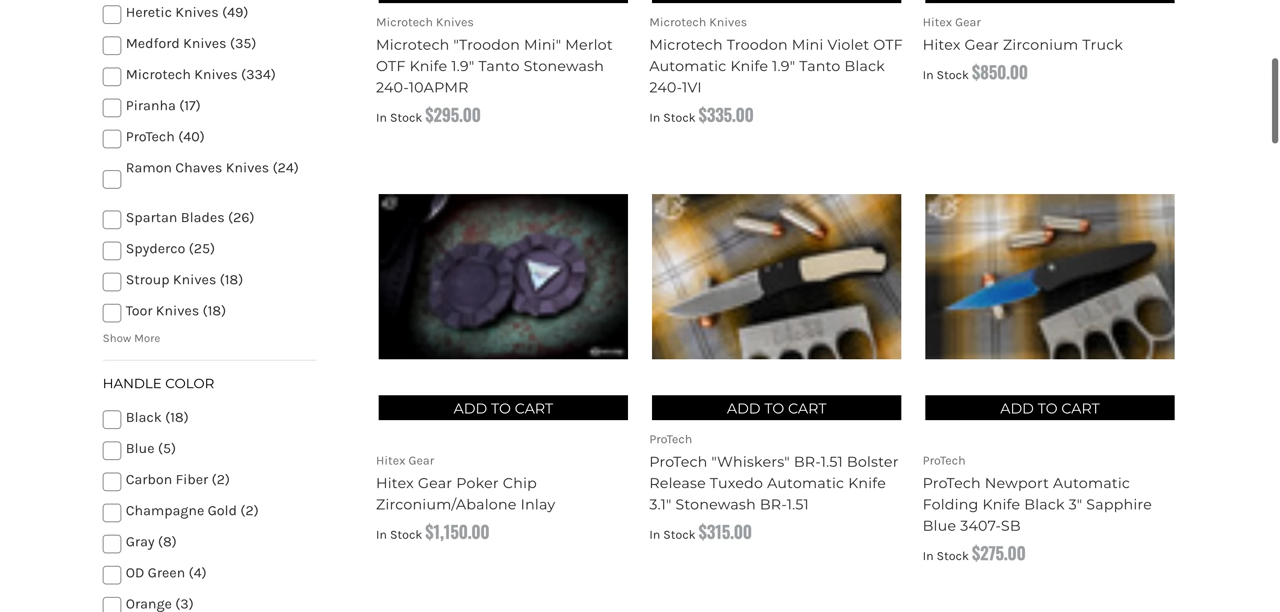 Heretic Knives (49)
Medford Knives (35)
Microtech Knives (334)
Piranha (17)
ProTech (40)
Ramon Chaves Knives (24)
Spartan Blades (26)
Spyderco (25)
Stroup Knives (18)
Toor Knives (18)
Show More
HANDLE COLOR
Black (18)
Blue (5)
Carbon Fiber (2)
Champagne Gold (2)
Gray (8)
OD Green (4)
Orange (3)
Microtech Knives
Microtech "Troodon Mini" Merlot
OTF Knife 1.9" Tanto Stonewash
240-10APMR
In Stock $295.00
Microtech Knives
Microtech Troodon Mini Violet OTF
Automatic Knife 1.9" Tanto Black
240-1VI
In Stock $335.00
Hitex Gear
Hitex Gear Zirconium Truck
In Stock $850.00
ADD TO CART
Hitex Gear
Hitex Gear Poker Chip
Zirconium/Abalone Inlay
In Stock $1,150.00
ADD TO CART
ProTech
ProTech "Whiskers" BR-1.51 Bolster
Release Tuxedo Automatic Knife
3.1" Stonewash BR-1.51
In Stock $315.00
ADD TO CART
ProTech
ProTech Newport Automatic
Folding Knife Black 3" Sapphire
Blue 3407-SB
In Stock $275.00